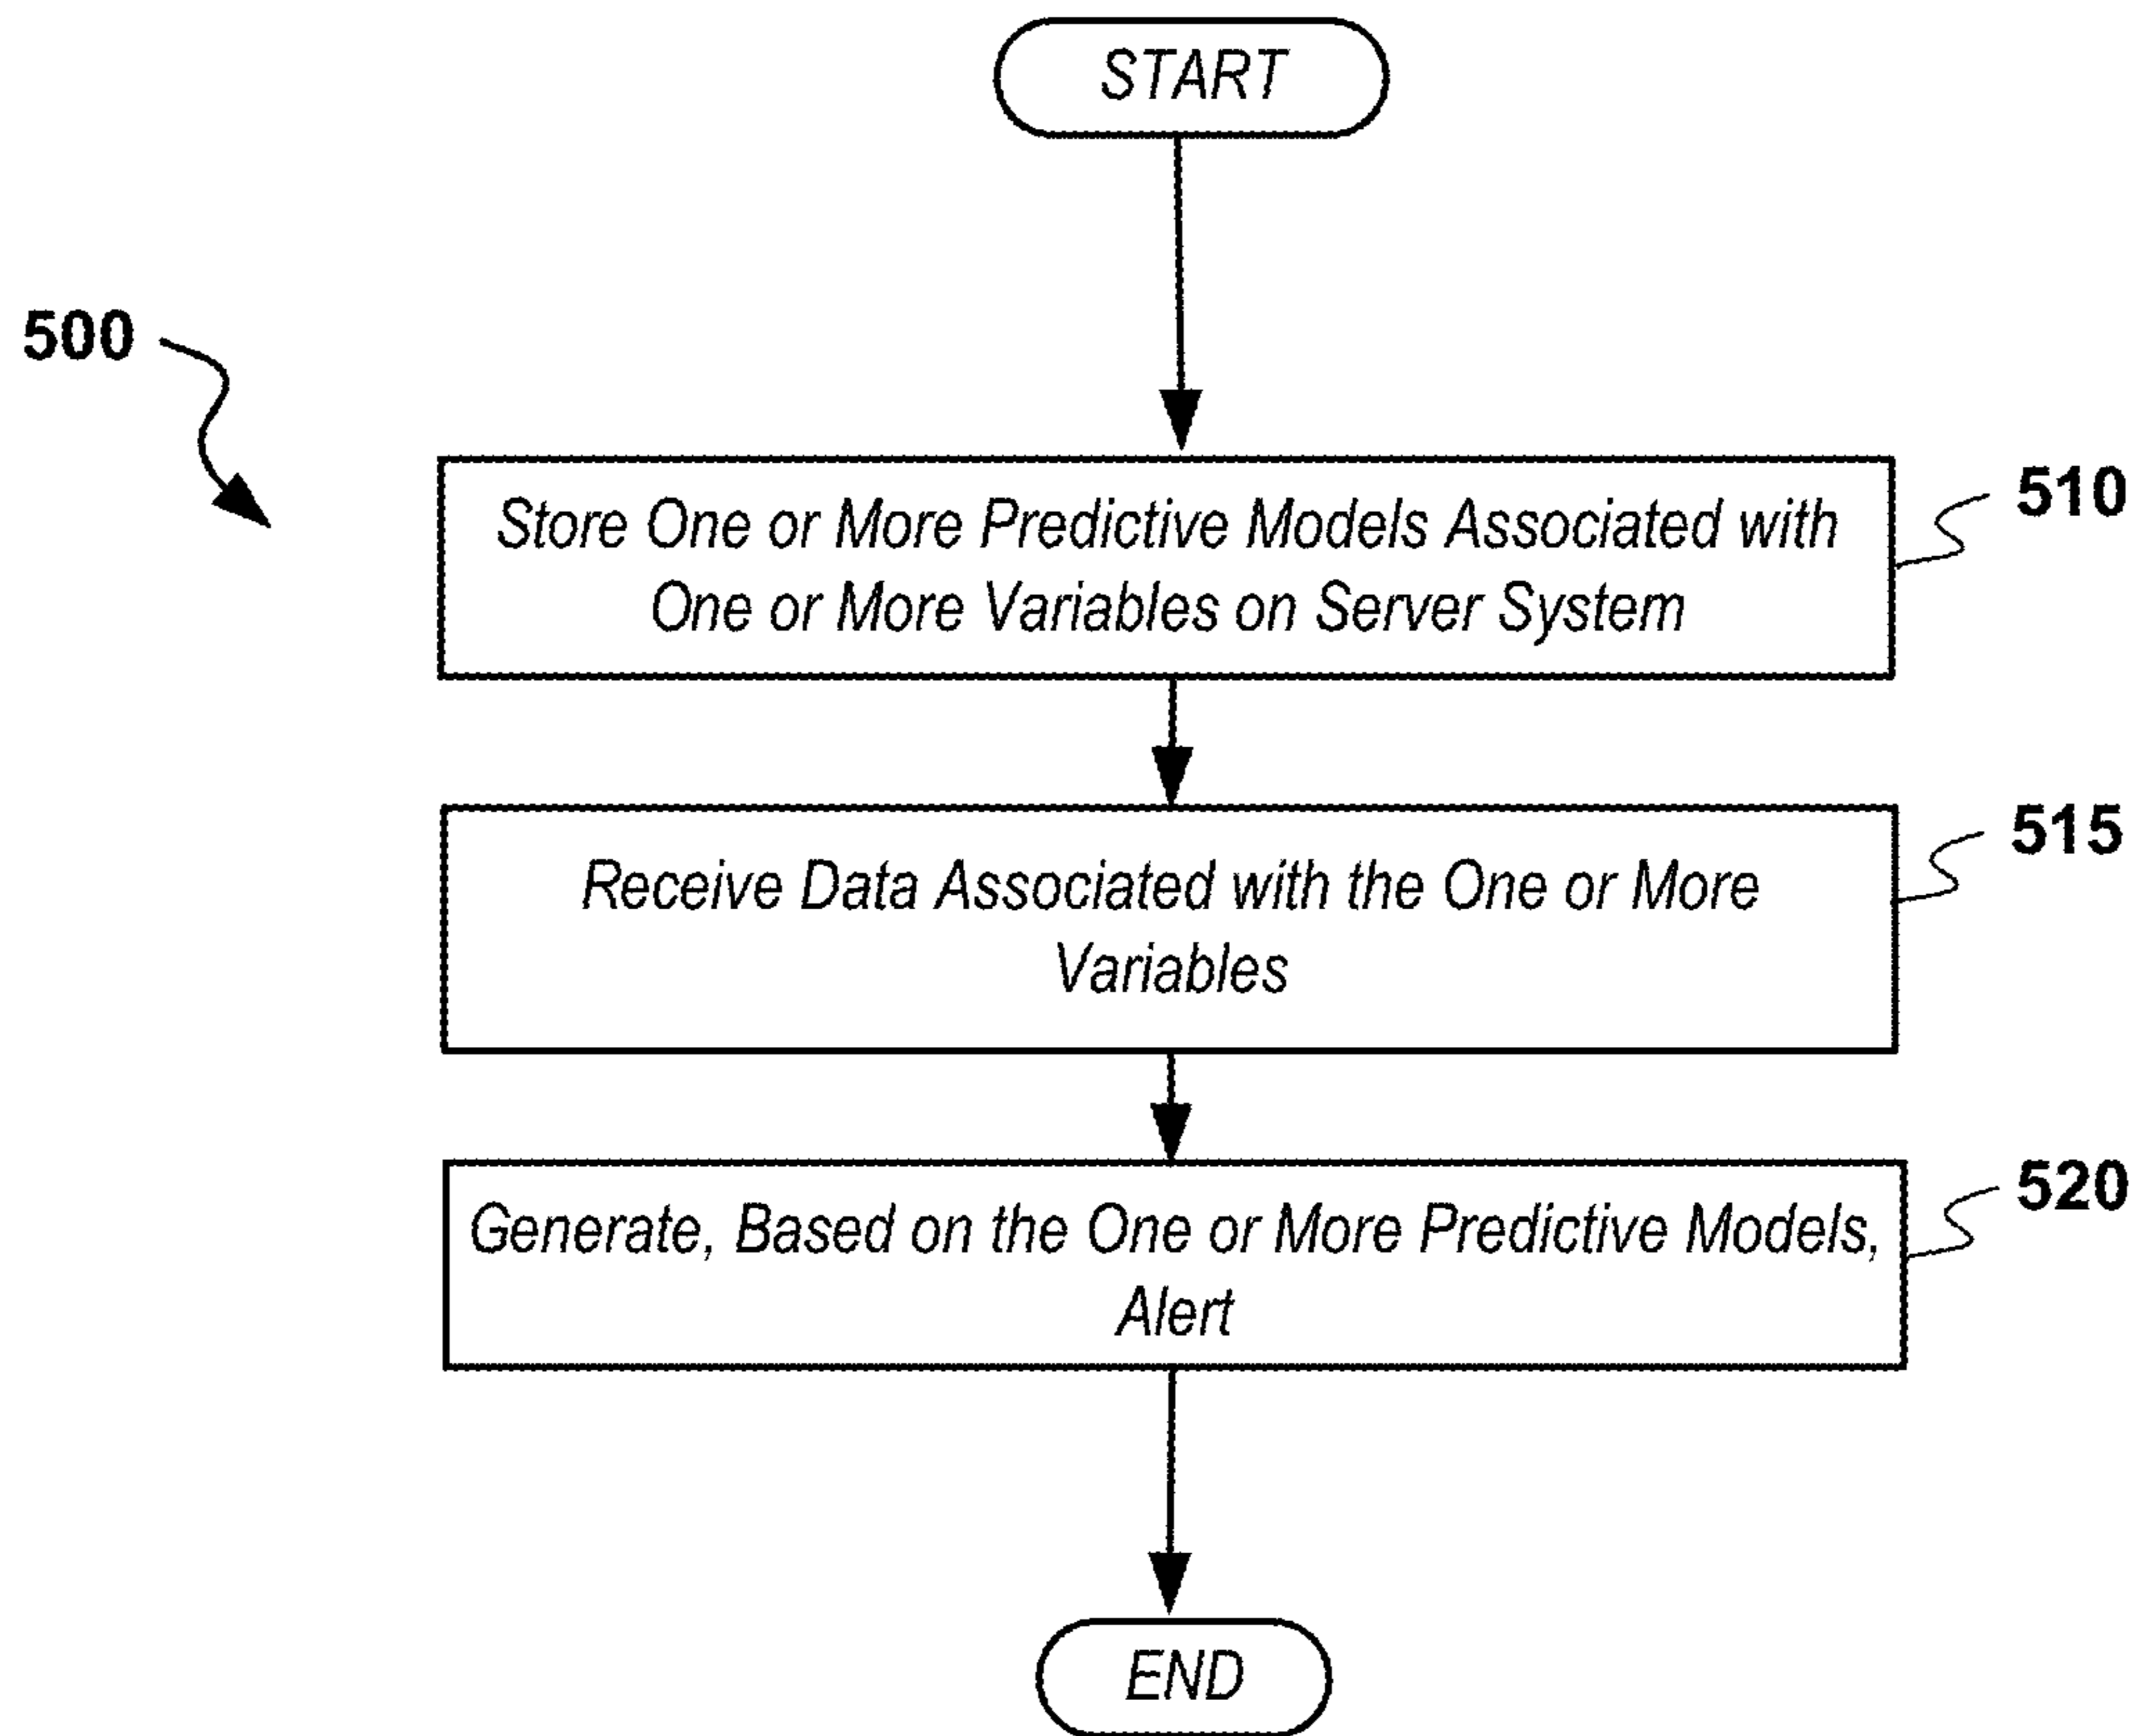 START
500
Store One or More Predictive Models Associated with
One or More Variables on Server System
510
Receive Data Associated with the One or More
Variables
515
Generate, Based on the One or More Predictive Models,
Alert
520
END